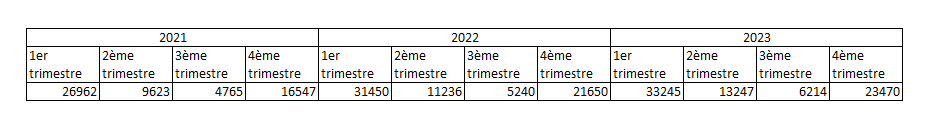 2021 2022 2023
1er 2ème 3ème 4ème 1er 2ème 3ème 4ème 1er 2ème 3ème 4ème
trimestre trimestre trimestre trimestre trimestre trimestre trimestre trimestre trimestre trimestre trimestre trimestre
26962 9623 4765 16547 31450 11236 5240 21650 33245 13247 6214 23470